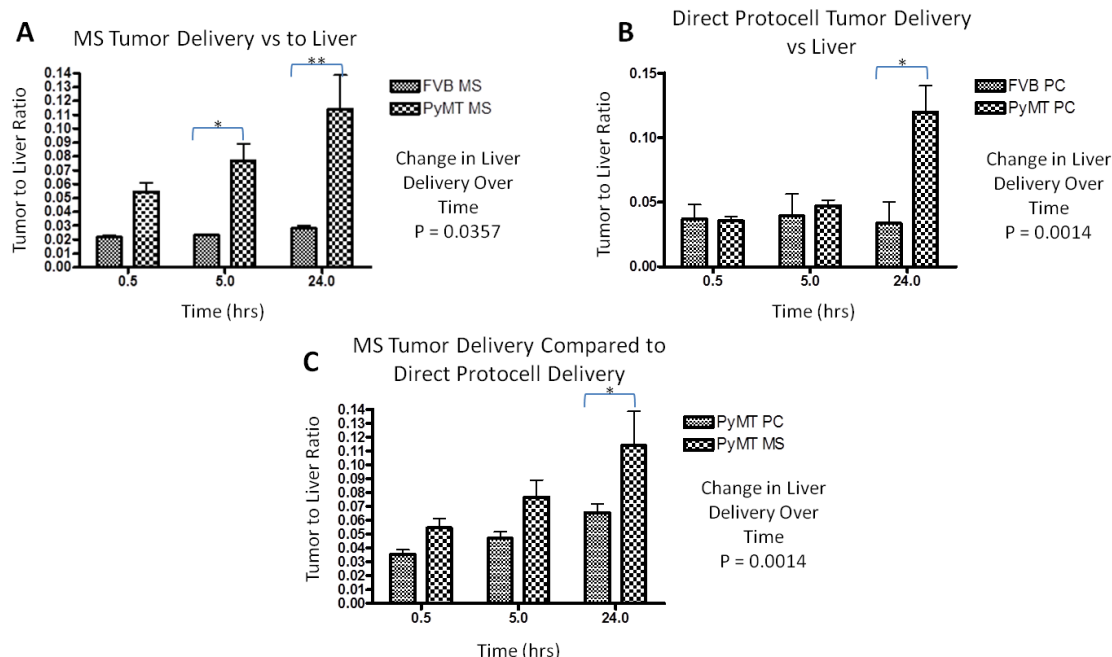 A
MS Tumor Delivery vs to Liver
Tumor to Liver Ratio
0.14
0.13
0.12
0.11
0.10
0.09
0.08
0.07
0.06
0.05
0.04
0.03
0.02
0.01
0.00
*
**
0.5 5.0 24.0
Time (hrs)
FVB MS
PyMT MS
Change in Liver
Delivery Over
Time
P = 0.0357
B
Direct Protocell Tumor Delivery
vs Liver
Tumor to Liver Ratio
0.15
0.10
0.05
0.00
*
0.5 5.0 24.0
Time (hrs)
FVB PC
PyMT PC
Change in Liver
Delivery Over
Time
P = 0.0014
C
MS Tumor Delivery Compared to
Direct Protocell Delivery
Tumor to Liver Ratio
0.14
0.13
0.12
0.11
0.10
0.09
0.08
0.07
0.06
0.05
0.04
0.03
0.02
0.01
0.00
*
0.5 5.0 24.0
Time (hrs)
PyMT PC
PyMT MS
Change in Liver
Delivery Over
Time
P = 0.0014